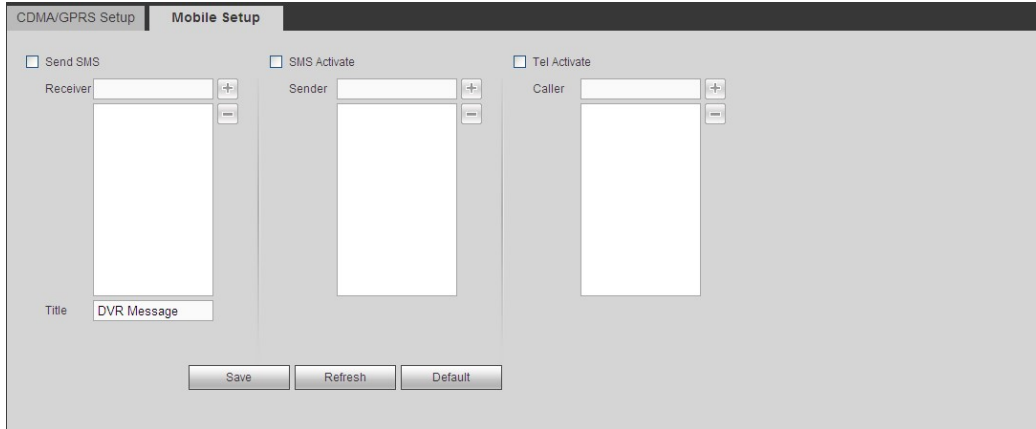 CDMA/GPRS Setup Mobile Setup
Send SMS SMS Activate Tel Activate
Receiver Sender Caller
Title DVR Message
Save Refresh Default